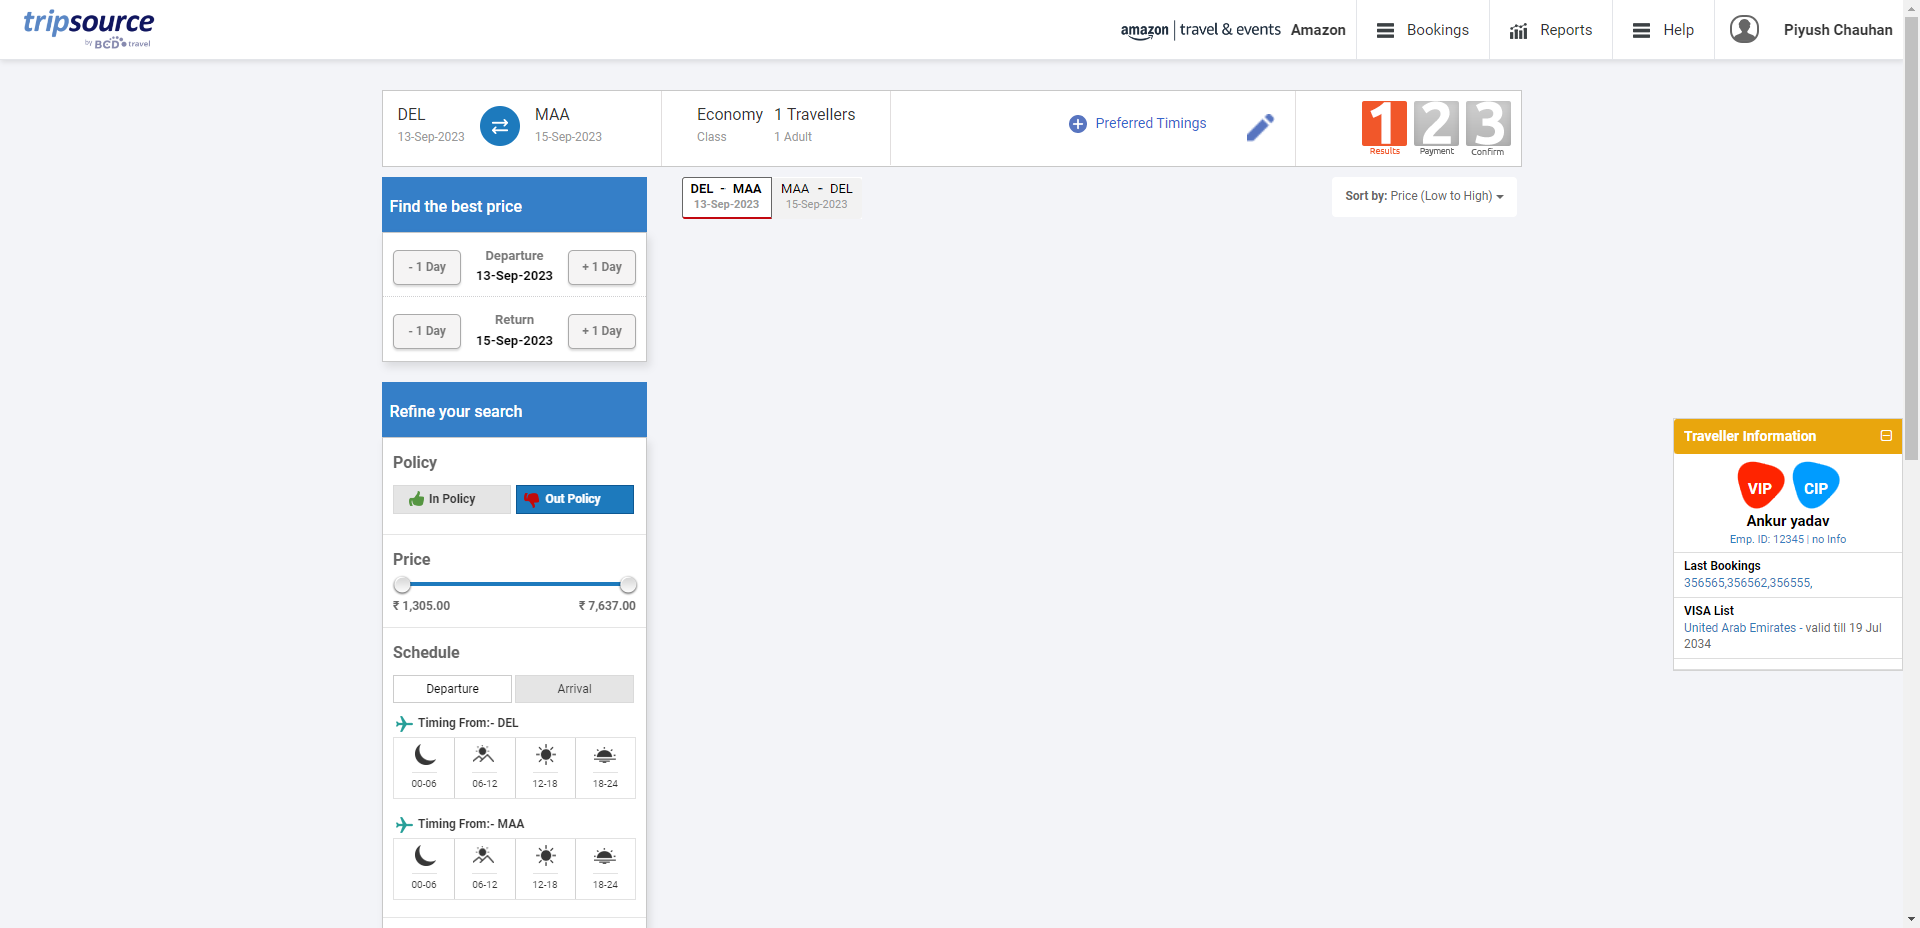 tripsource
by BCD travel
amazon | travel & events Amazon
Bookings
Reports
Help
Piyush Chauhan
DEL
13-Sep-2023
MAA
15-Sep-2023
Economy
Class
1 Travellers
1 Adult
Preferred Timings
1
Results
2
Payment
3
Confirm
Find the best price
- 1 Day
Departure
13-Sep-2023
+ 1 Day
- 1 Day
Return
15-Sep-2023
+ 1 Day
DEL - MAA
13-Sep-2023
MAA - DEL
15-Sep-2023
Sort by: Price (Low to High)
Refine your search
Policy
In Policy
Out Policy
Price
₹ 1,305.00
₹ 7,637.00
Schedule
Departure
Arrival
Timing From:- DEL
00-06
06-12
12-18
18-24
Timing From:- MAA
00-06
06-12
12-18
18-24
Traveller Information
VIP
CIP
Ankur yadav
Emp. ID: 12345 | no Info
Last Bookings
356565,356562,356555,
VISA List
United Arab Emirates - valid till 19 Jul
2034